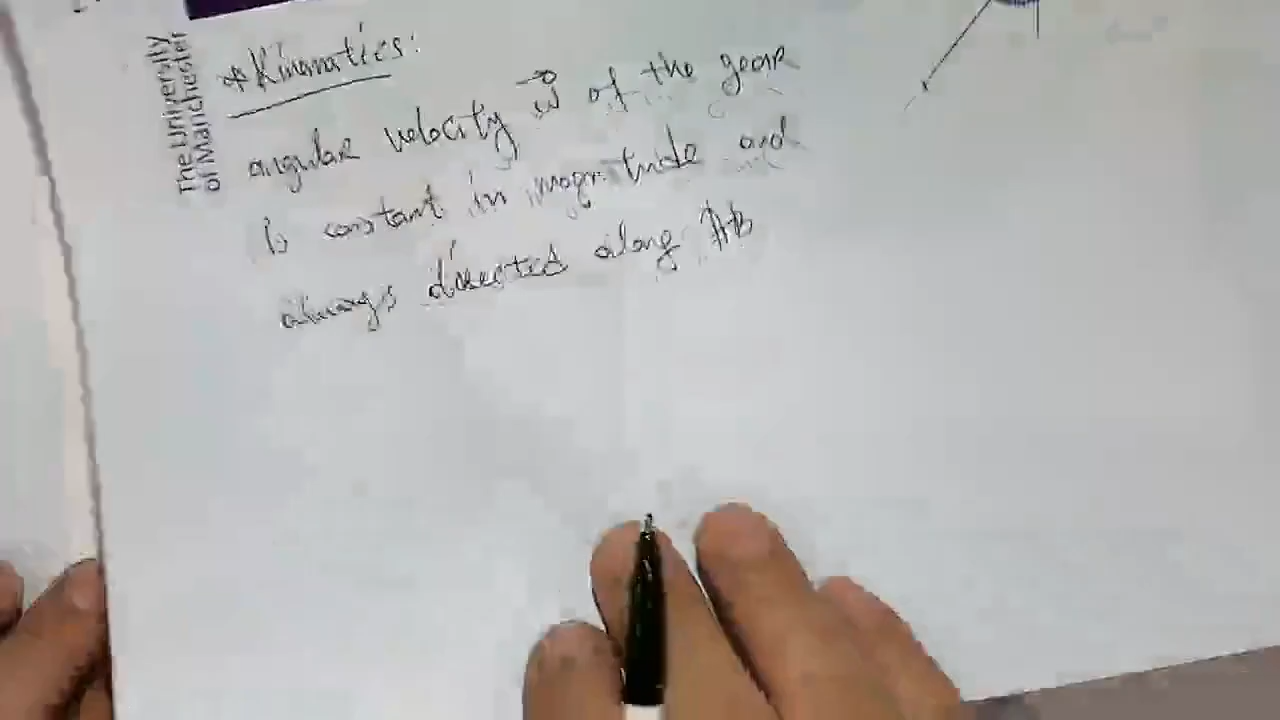 The University
of Manchester
* Kinematics:
angular velocity ω of the gear
is constant in magnitude and
always directed along AB